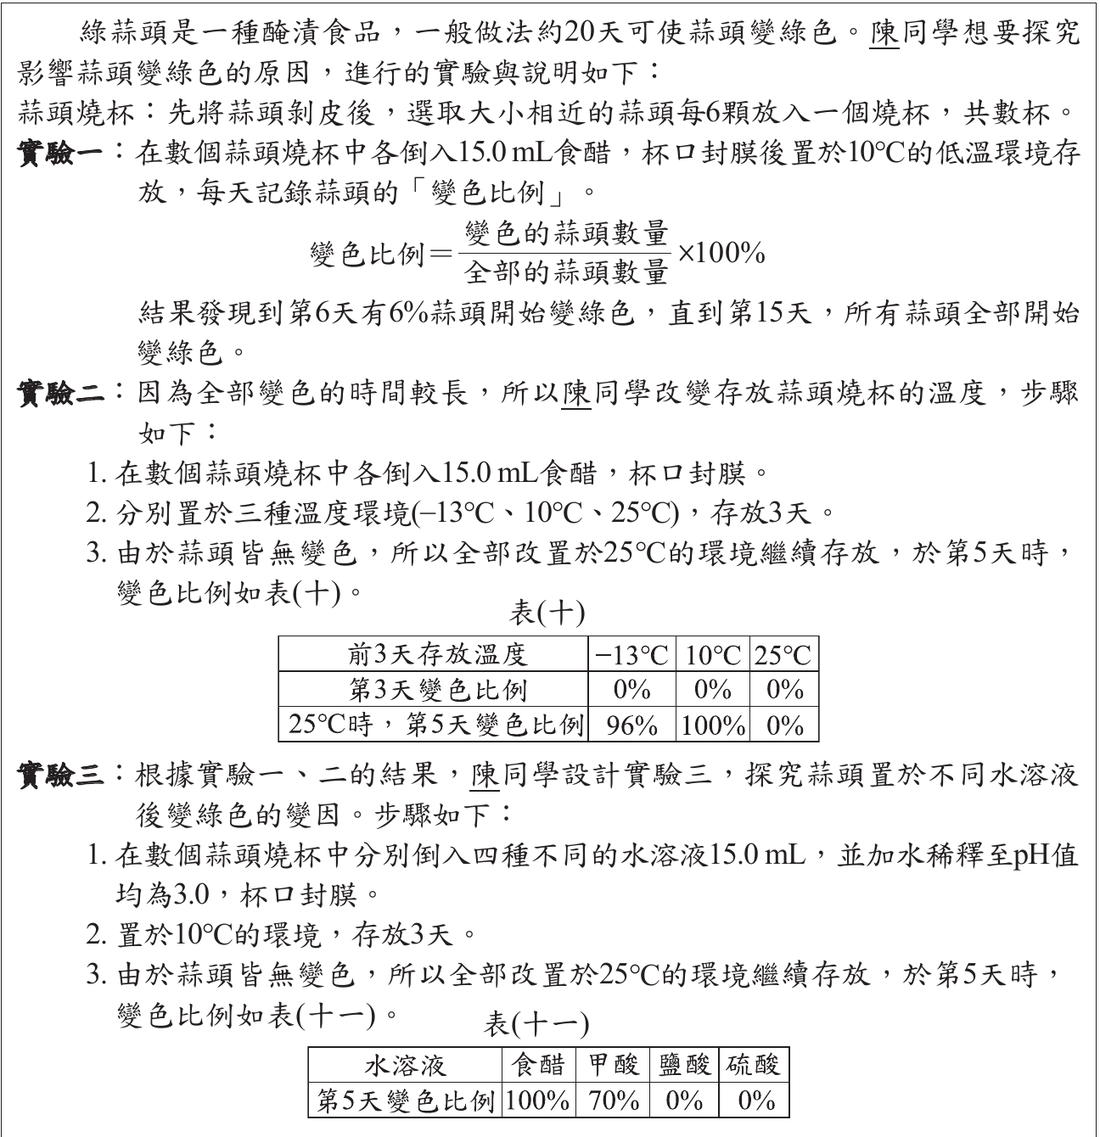 綠蒜頭是一種醃漬食品，一般做法約20天可使蒜頭變綠色。陳同學想要探究
影響蒜頭變綠色的原因，進行的實驗與說明如下：
蒜頭燒杯：先將蒜頭剝皮後，選取大小相近的蒜頭每6顆放入一個燒杯，共數杯。
實驗一：在數個蒜頭燒杯中各倒入15.0 mL食醋，杯口封膜後置於10℃的低溫環境存
放，每天記錄蒜頭的「變色比例」。
變色比例＝變色的蒜頭數量/全部的蒜頭數量×100%
結果發現到第6天有6%蒜頭開始變綠色，直到第15天，所有蒜頭全部開始
變綠色。
實驗二：因為全部變色的時間較長，所以陳同學改變存放蒜頭燒杯的溫度，步驟
如下：
1. 在數個蒜頭燒杯中各倒入15.0 mL食醋，杯口封膜。
2. 分別置於三種溫度環境(−13℃、10℃、25℃)，存放3天。
3. 由於蒜頭皆無變色，所以全部改置於25℃的環境繼續存放，於第5天時，
變色比例如表(十)。
表(十)
前3天存放溫度 −13℃ 10℃ 25℃
第3天變色比例 0% 0% 0%
25℃時，第5天變色比例 96% 100% 0%
實驗三：根據實驗一、二的結果，陳同學設計實驗三，探究蒜頭置於不同水溶液
後變綠色的變因。步驟如下：
1. 在數個蒜頭燒杯中分別倒入四種不同的水溶液15.0 mL，並加水稀釋至pH值
均為3.0，杯口封膜。
2. 置於10℃的環境，存放3天。
3. 由於蒜頭皆無變色，所以全部改置於25℃的環境繼續存放，於第5天時，
變色比例如表(十一)。
表(十一)
水溶液 食醋 甲酸 鹽酸 硫酸
第5天變色比例 100% 70% 0% 0%